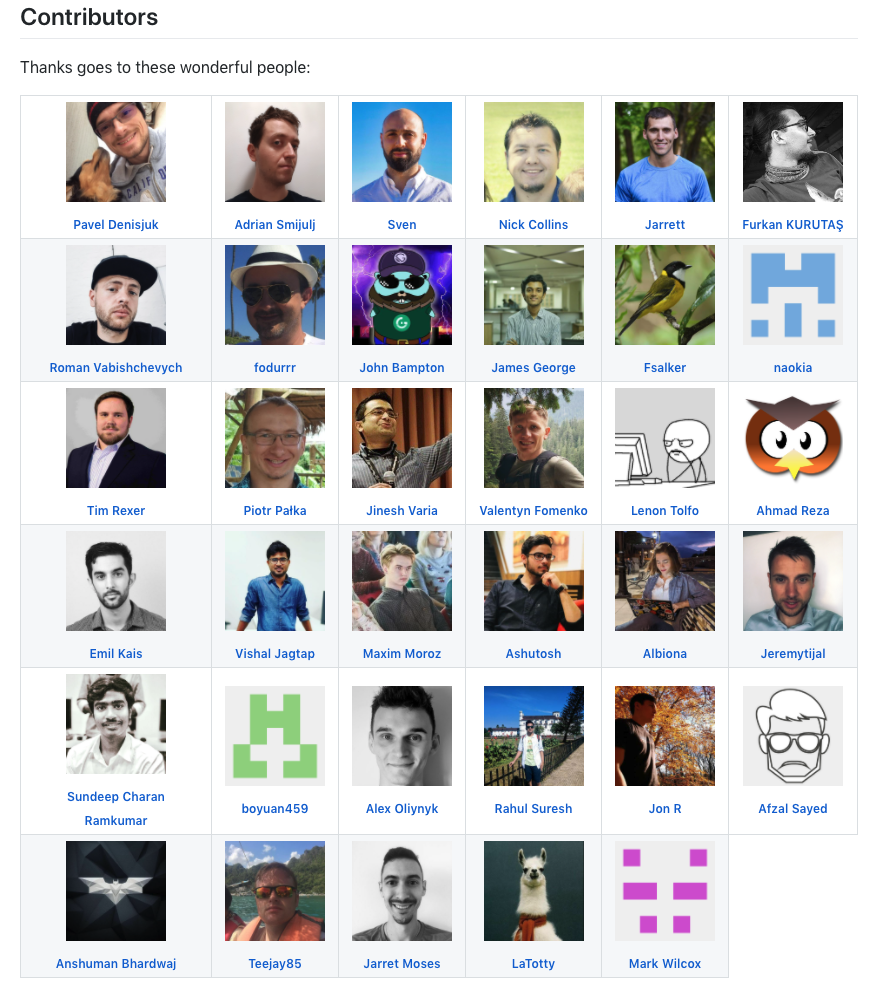 Contributors
Thanks goes to these wonderful people:
Pavel Denisjuk
Adrian Smijulj
Sven
Nick Collins
Jarrett
Furkan KURUTAŞ
Roman Vabishchevych
fodurrr
John Bampton
James George
Fsalker
naokia
Tim Rexer
Piotr Pałka
Jinesh Varia
Valentyn Fomenko
Lenon Tolfo
Ahmad Reza
Emil Kais
Vishal Jagtap
Maxim Moroz
Ashutosh
Albiona
Jeremytijal
Sundeep Charan
Ramkumar
boyuan459
Alex Oliynyk
Rahul Suresh
Jon R
Afzal Sayed
Anshuman Bhardwaj
Teejay85
Jarret Moses
LaTotty
Mark Wilcox